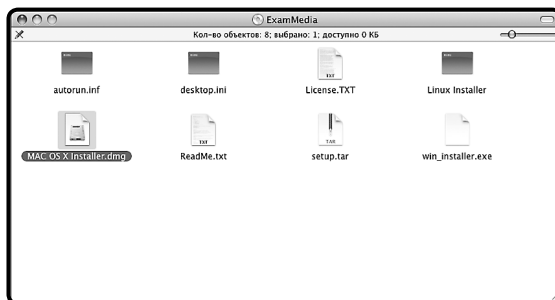 ExamMedia
Кол-во объектов: 8; выбрано: 1; доступно 0 КБ
autorun.inf
desktop.ini
License.TXT
Linux Installer
MAC OS X Installer.dmg
ReadMe.txt
setup.tar
win_installer.exe